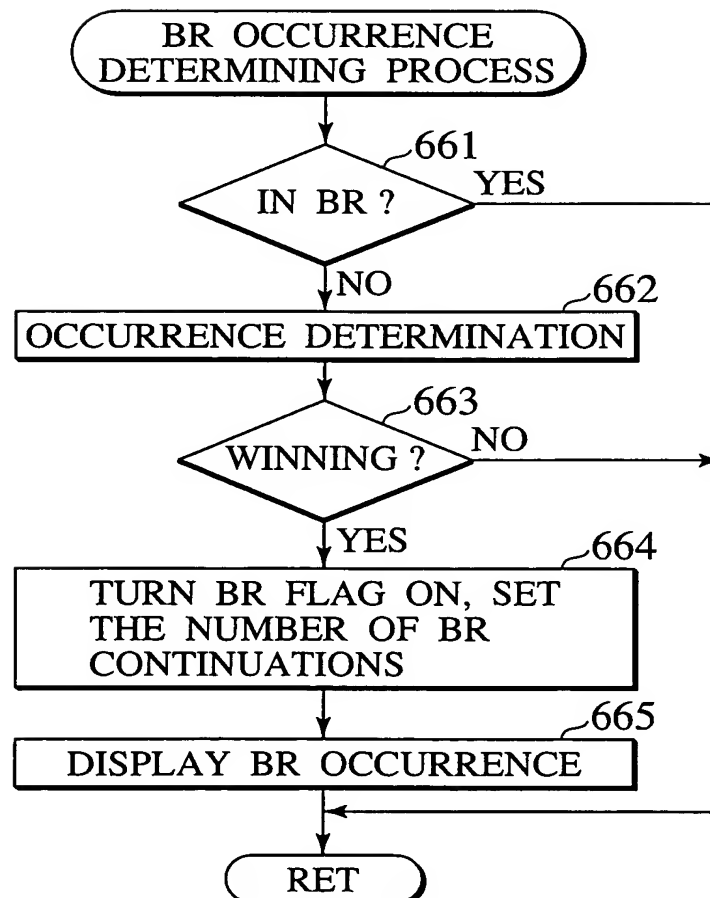 BR OCCURRENCE
DETERMINING PROCESS
661
IN BR ?
YES
NO
662
OCCURRENCE DETERMINATION
663
WINNING ?
NO
YES
664
TURN BR FLAG ON, SET
THE NUMBER OF BR
CONTINUATIONS
665
DISPLAY BR OCCURRENCE
RET